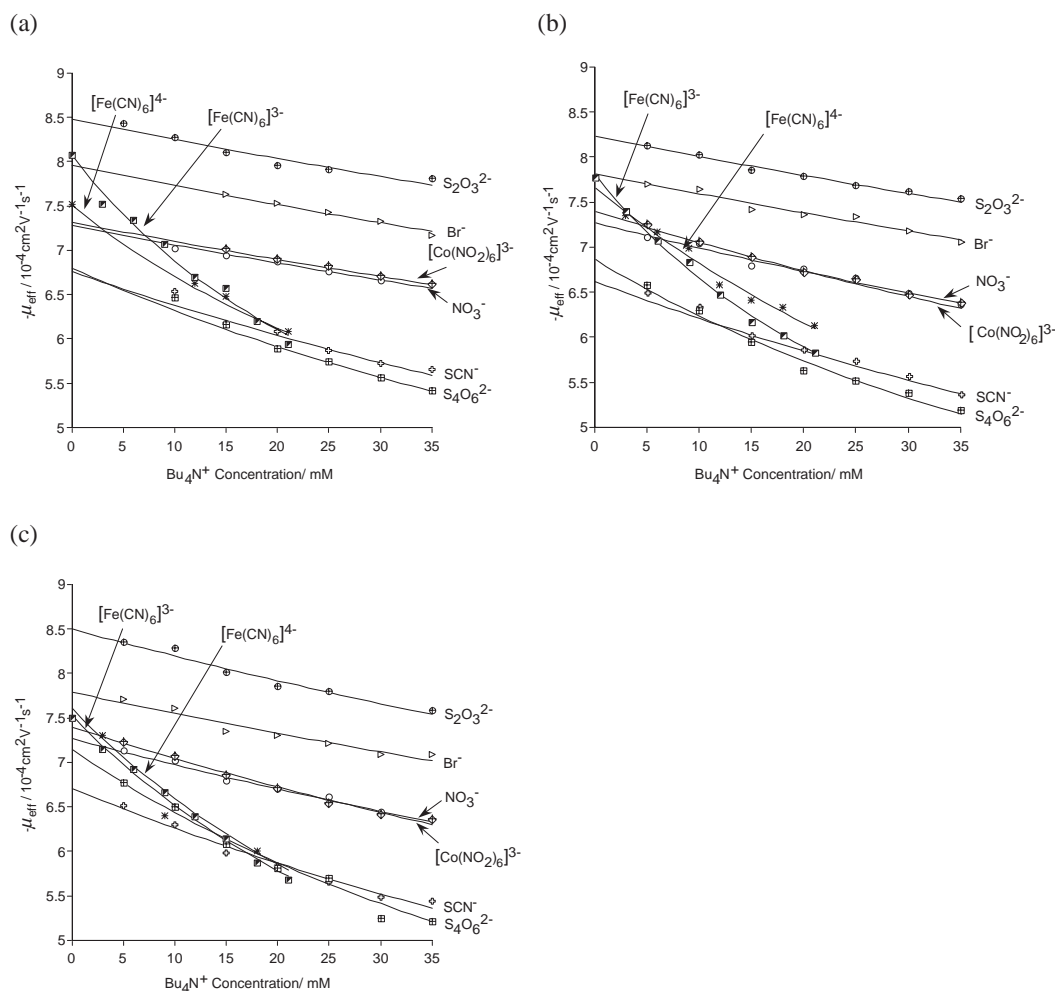 (a)
9
8.5
8
7.5
7
6.5
6
5.5
5
-μeff / 10-4cm2V-1s-1
0 5 10 15 20 25 30 35
Bu4N+ Concentration/ mM
[Fe(CN)6]4-
[Fe(CN)6]3-
S2O32-
Br-
[Co(NO2)6]3-
NO3-
SCN-
S4O62-
(b)
9
8.5
8
7.5
7
6.5
6
5.5
5
-μeff / 10-4cm2V-1s-1
0 5 10 15 20 25 30 35
Bu4N+ Concentration/ mM
[Fe(CN)6]3-
[Fe(CN)6]4-
S2O32-
Br-
NO3-
[Co(NO2)6]3-
SCN-
S4O62-
(c)
9
8.5
8
7.5
7
6.5
6
5.5
5
-μeff / 10-4cm2V-1s-1
0 5 10 15 20 25 30 35
Bu4N+ Concentration/ mM
[Fe(CN)6]3-
[Fe(CN)6]4-
S2O32-
Br-
NO3-
[Co(NO2)6]3-
SCN-
S4O62-